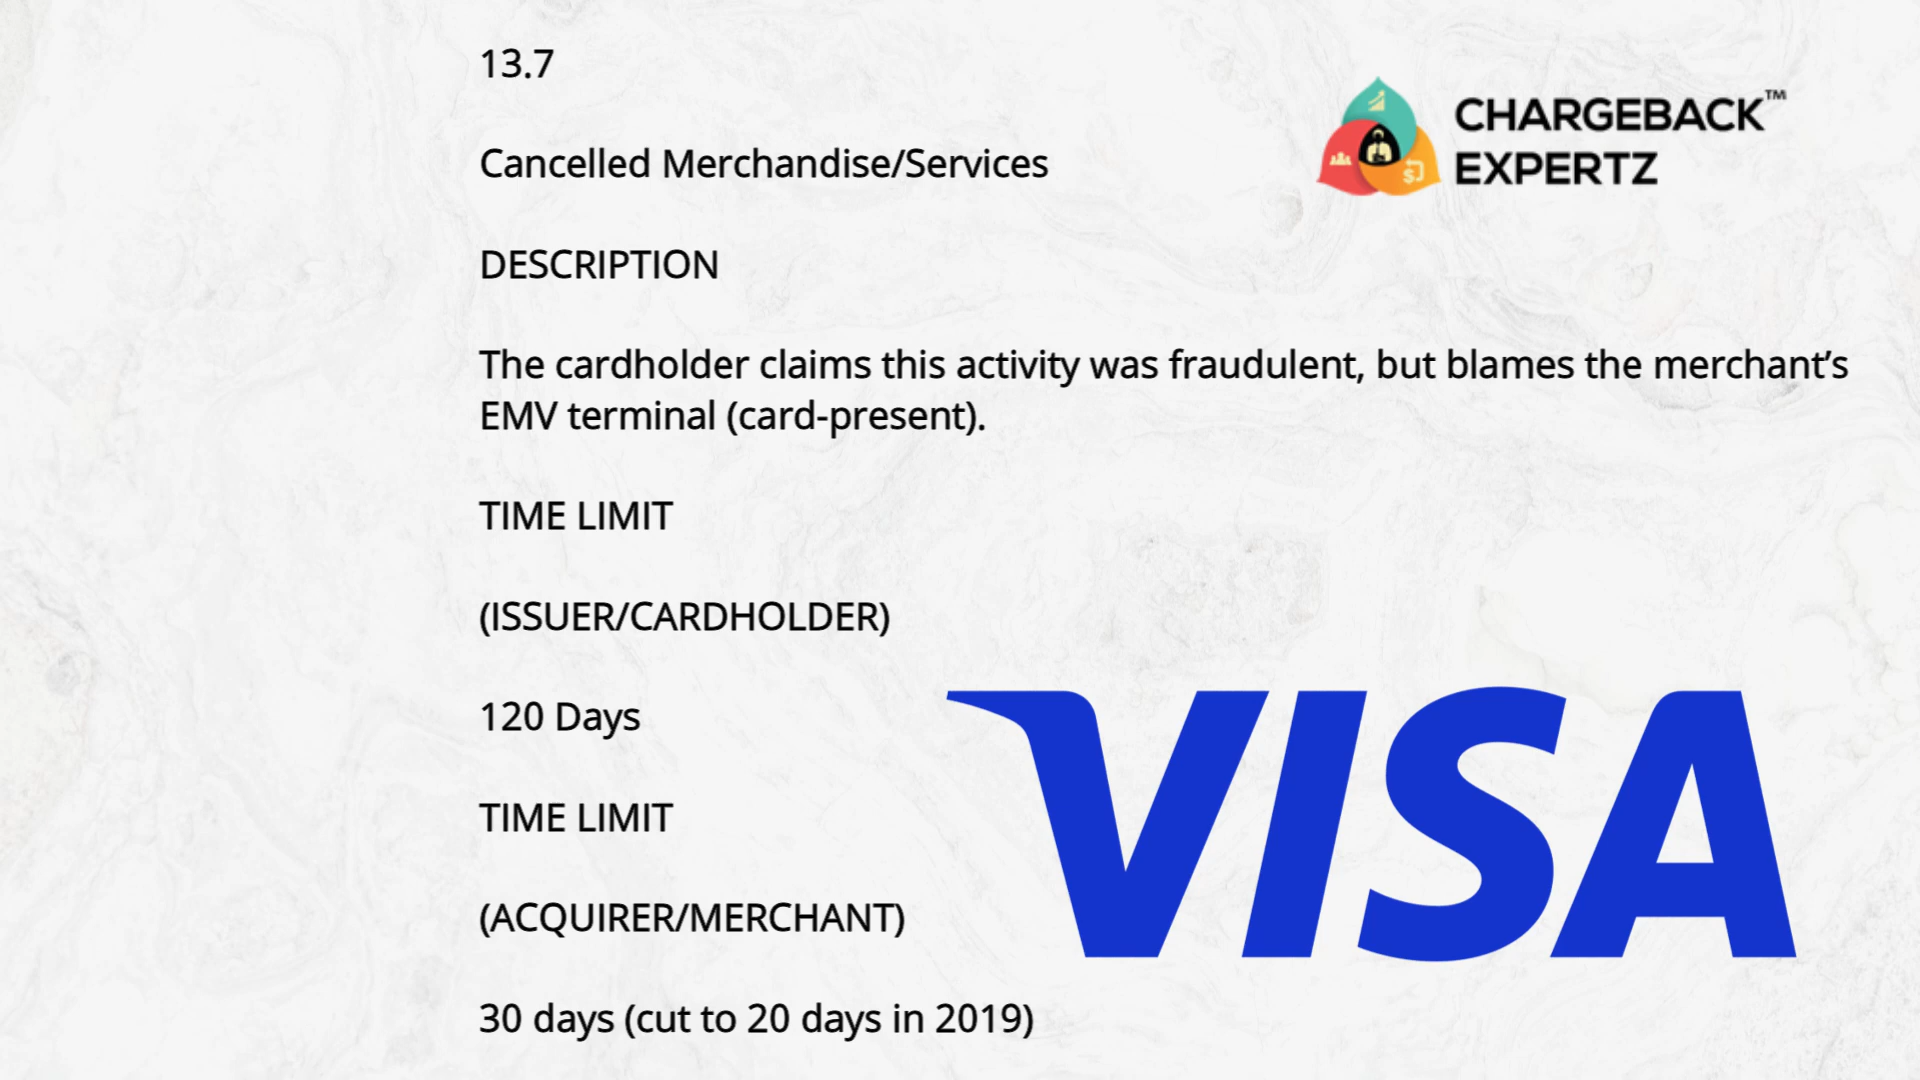 13.7
CHARGEBACK™
EXPERTZ
Cancelled Merchandise/Services
DESCRIPTION
The cardholder claims this activity was fraudulent, but blames the merchant’s
EMV terminal (card-present).
TIME LIMIT
(ISSUER/CARDHOLDER)
120 Days
TIME LIMIT
(ACQUIRER/MERCHANT)
30 days (cut to 20 days in 2019)
VISA